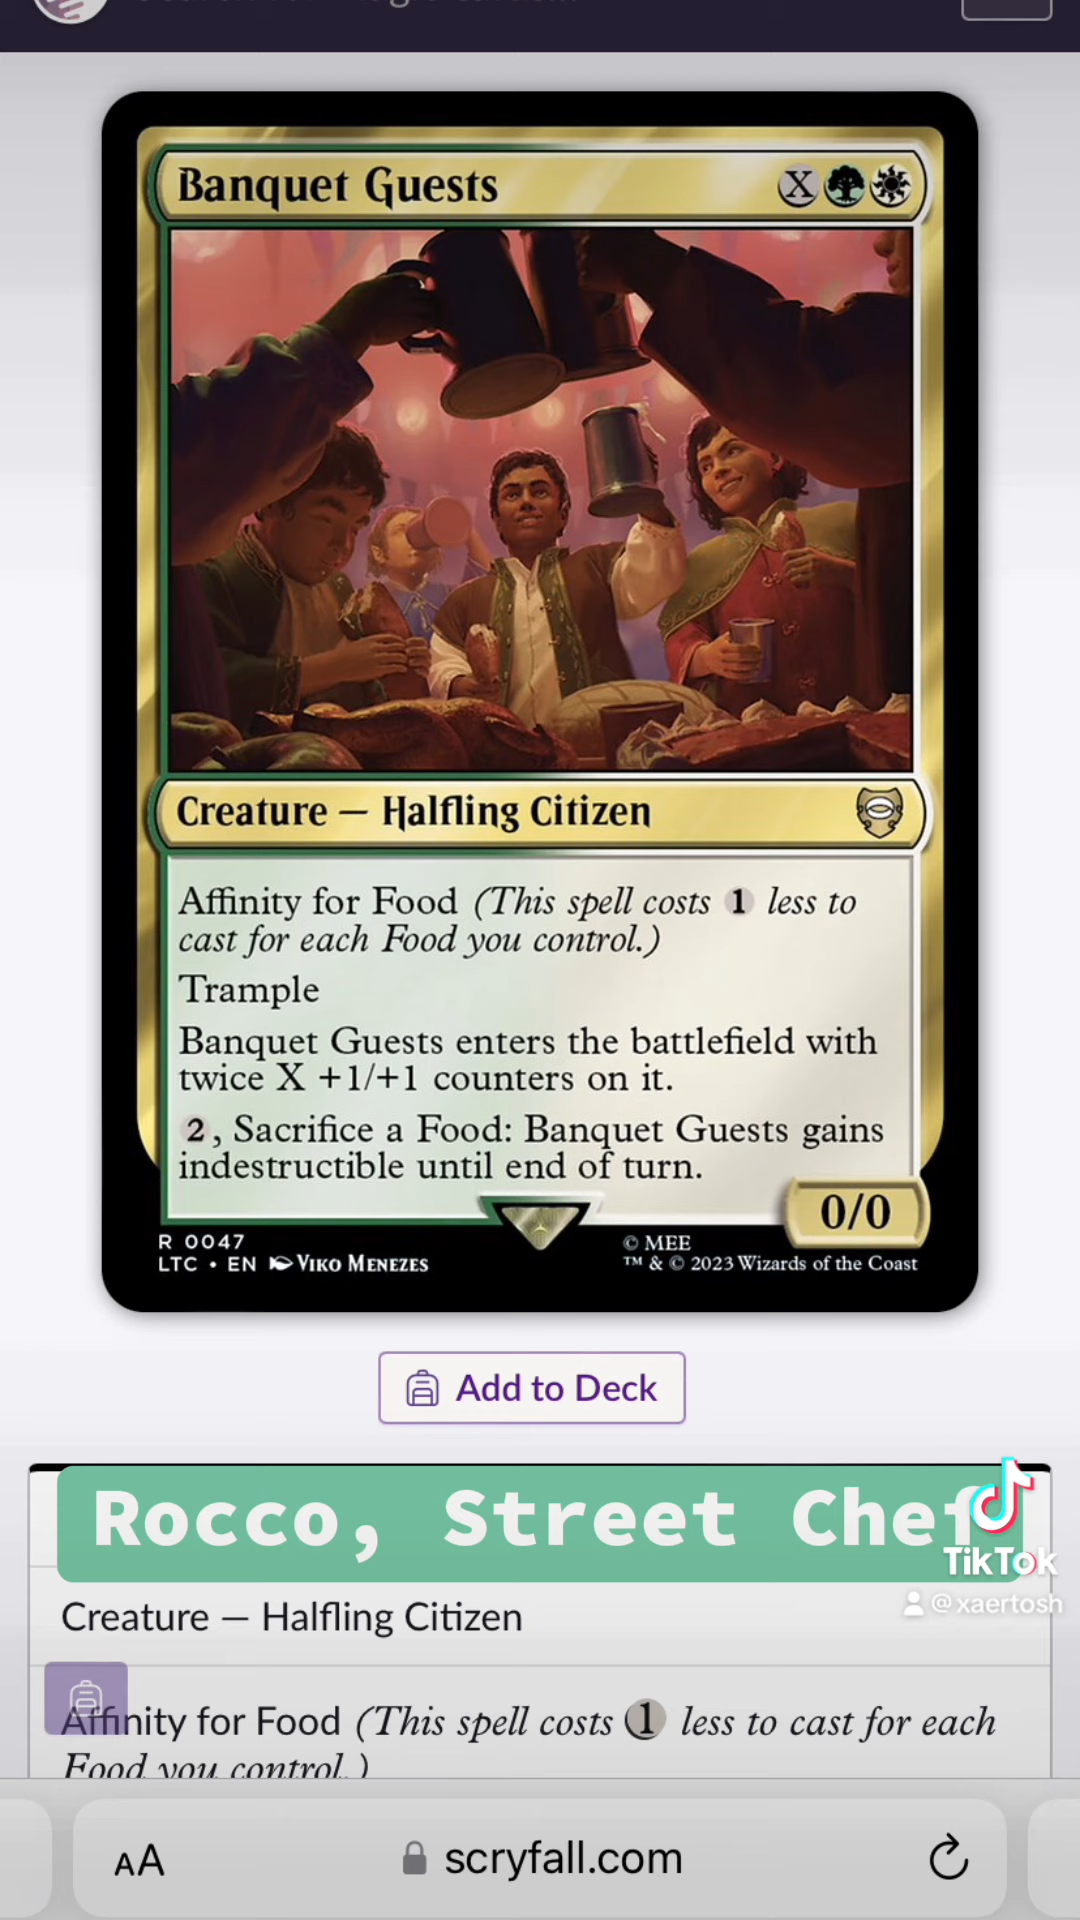 Banquet Guests X
Creature — Halfling Citizen
Affinity for Food (This spell costs 1 less to
cast for each Food you control.)
Trample
Banquet Guests enters the battlefield with
twice X +1/+1 counters on it.
2, Sacrifice a Food: Banquet Guests gains
indestructible until end of turn.
0/0
R 0047
LTC • EN VIKO MENEZES
© MEE
™ & © 2023 Wizards of the Coast
Add to Deck
Rocco, Street Chef
TikTok
@xaertosh
Creature — Halfling Citizen
Affinity for Food (This spell costs 1 less to cast for each
Food you control.)
AA scryfall.com